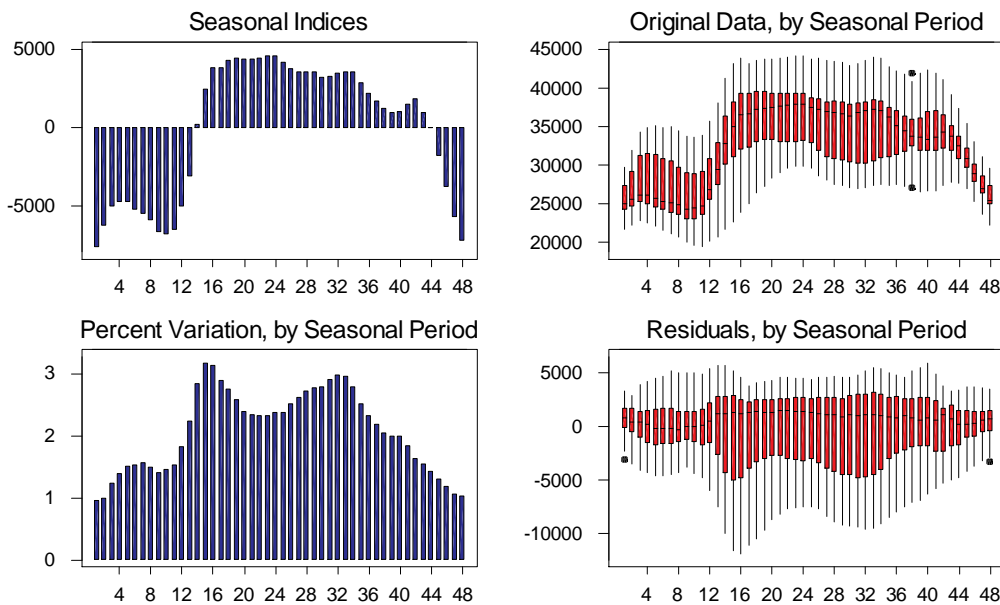 Seasonal Indices
5000
0
-5000
4 8 12 16 20 24 28 32 36 40 44 48
Original Data, by Seasonal Period
45000
40000
35000
30000
25000
20000
4 8 12 16 20 24 28 32 36 40 44 48
Percent Variation, by Seasonal Period
3
2
1
0
4 8 12 16 20 24 28 32 36 40 44 48
Residuals, by Seasonal Period
5000
0
-5000
-10000
4 8 12 16 20 24 28 32 36 40 44 48